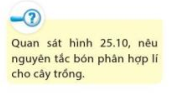 Quan sát hình 25.10, nêu
nguyên tắc bón phân hợp lí
cho cây trồng.